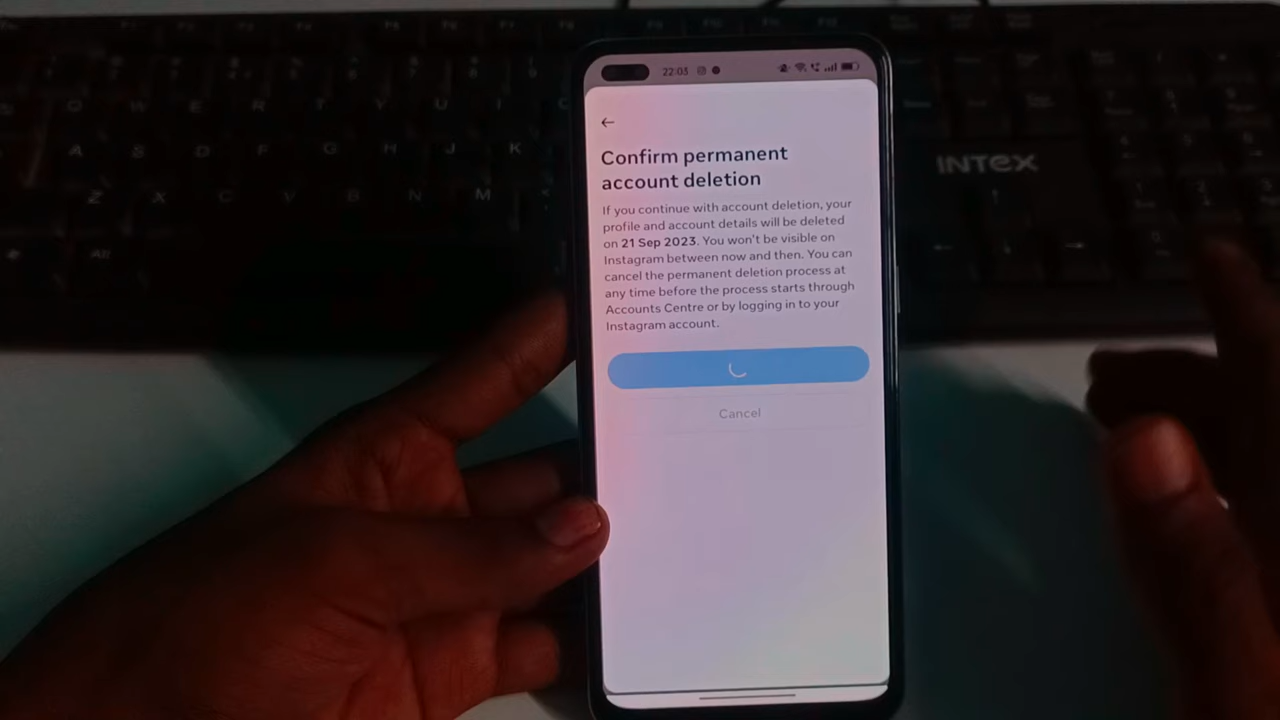 22:03
Confirm permanent
account deletion
If you continue with account deletion, your
profile and account details will be deleted
on 21 Sep 2023. You won't be visible on
Instagram between now and then. You can
cancel the permanent deletion process at
any time before the process starts through
Accounts Centre or by logging in to your
Instagram account.
Cancel
INTEX
Q W E R T Y U I
A S D F G H J K
Z X C V B N M
Alt